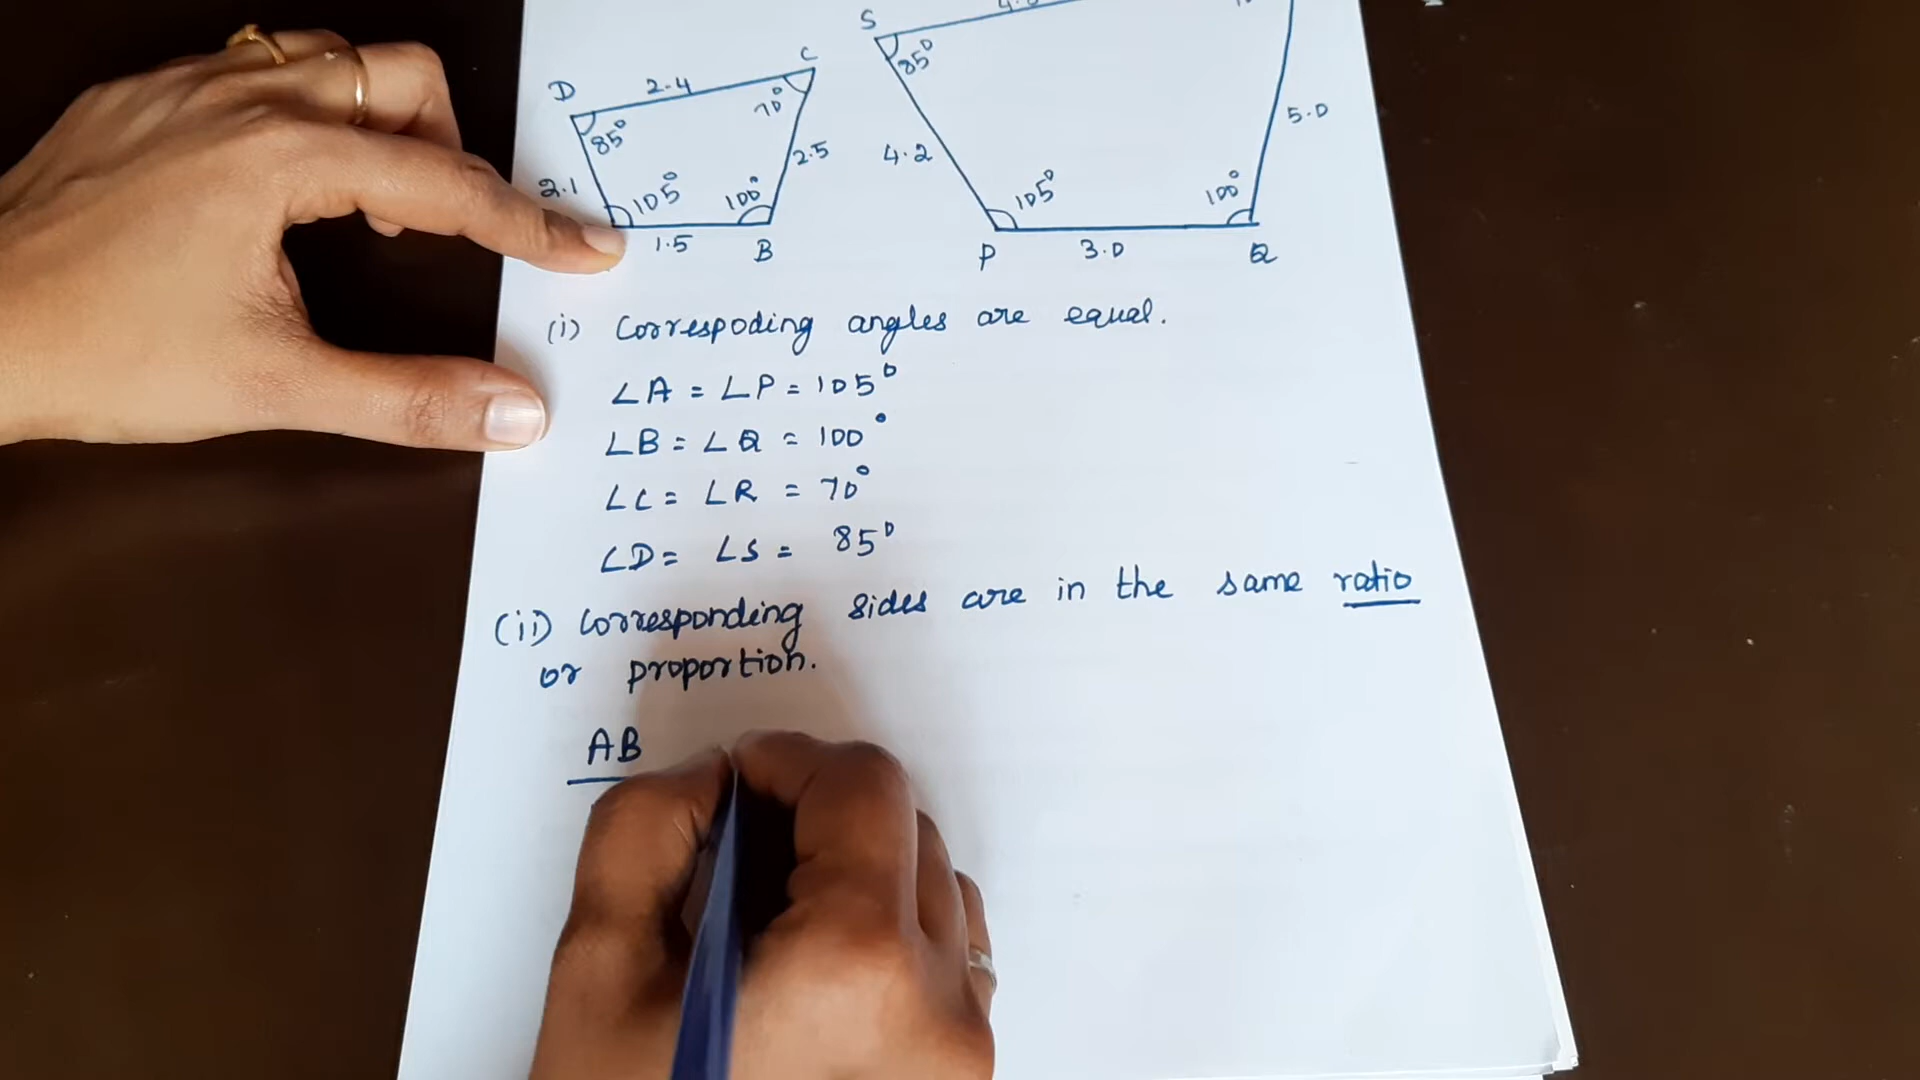 S
D 2.4 C
85°
70°
85°
5.0
2.1
2.5
4.2
105° 100°
105° 100°
1.5 B
P 3.0 Q
(i) Correspoding angles are equal.
∠A = ∠P = 105°
∠B = ∠Q = 100°
∠C = ∠R = 70°
∠D = ∠S = 85°
(ii) Corresponding sides are in the same ratio
or proportion.
AB